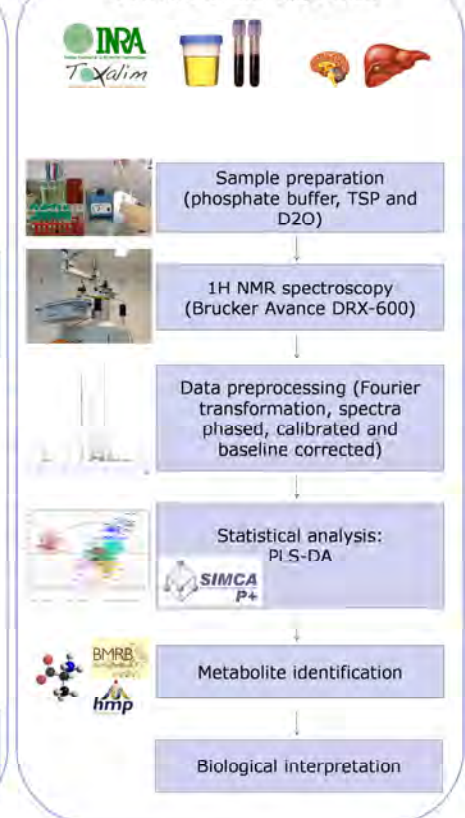 INRA
Toxalim
Sample preparation
(phosphate buffer, TSP and
D2O)
1H NMR spectroscopy
(Brucker Avance DRX-600)
Data preprocessing (Fourier
transformation, spectra
phased, calibrated and
baseline corrected)
Statistical analysis:
PLS-DA
SIMCA
P+
BMRB
hmp
Metabolite identification
Biological interpretation